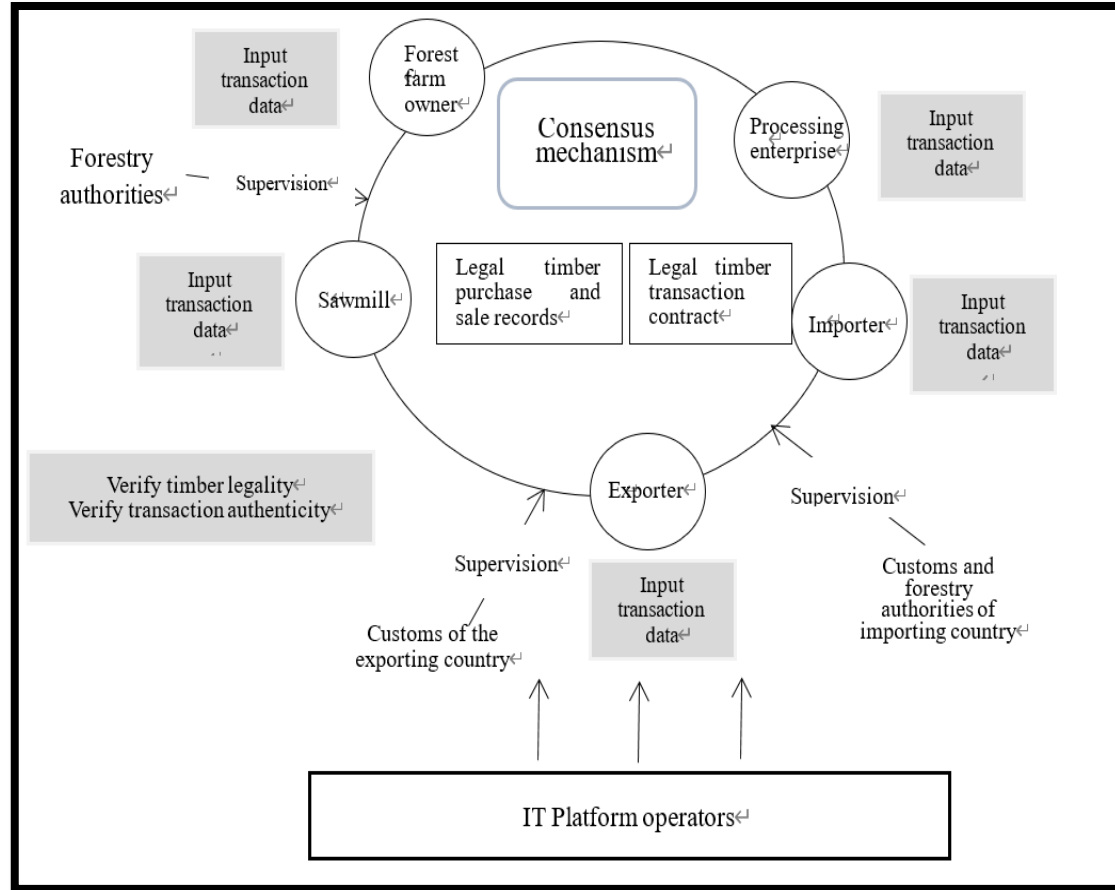 Input
transaction
data↵
Forest
farm
owner↵
Consensus
mechanism↵
Processing
enterprise↵
Input
transaction
data↵
Forestry
authorities↵
Supervision↵
Input
transaction
data↵
Sawmill↵
Legal timber
purchase and
sale records↵
Legal timber
transaction
contract↵
Importer↵
Input
transaction
data↵
Verify timber legality↵
Verify transaction authenticity↵
Exporter↵
Supervision↵
Supervision↵
Input
transaction
data↵
Customs of the
exporting country↵
Customs and
forestry
authorities of
importing country↵
IT Platform operators↵